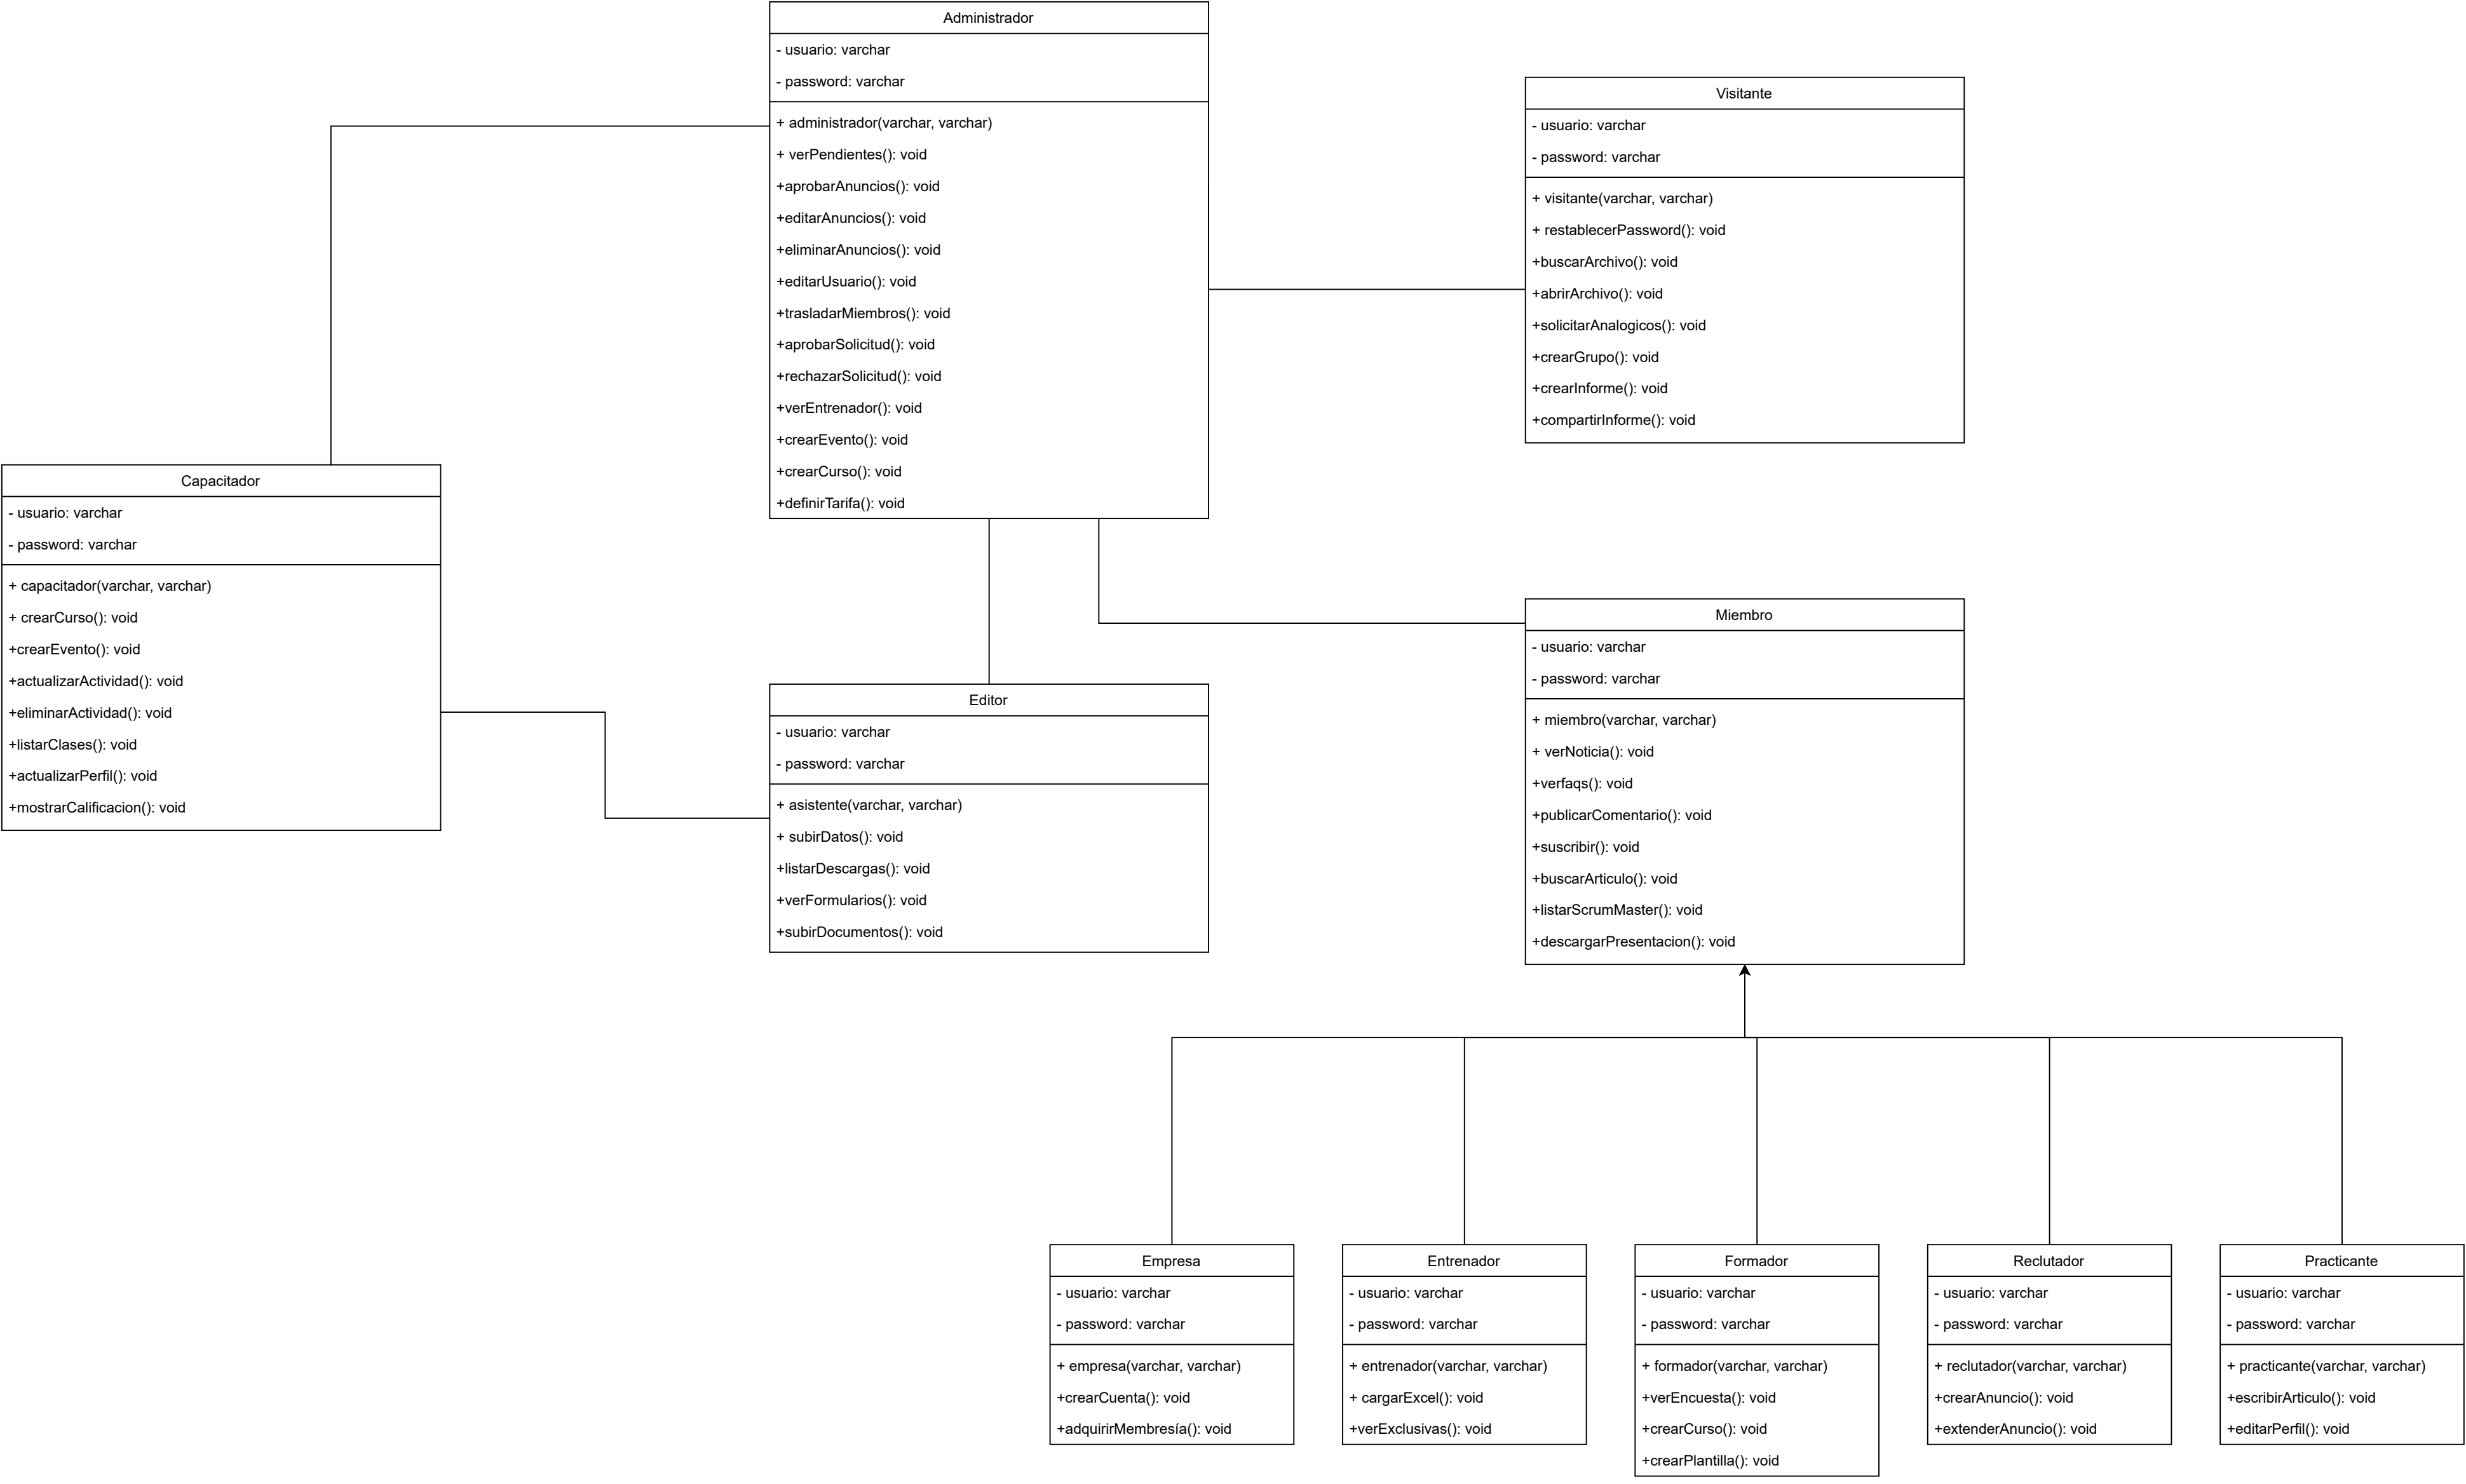 Administrador
- usuario: varchar
- password: varchar
+ administrador(varchar, varchar)
+ verPendientes(): void
+aprobarAnuncios(): void
+editarAnuncios(): void
+eliminarAnuncios(): void
+editarUsuario(): void
+trasladarMiembros(): void
+aprobarSolicitud(): void
+rechazarSolicitud(): void
+verEntrenador(): void
+crearEvento(): void
+crearCurso(): void
+definirTarifa(): void
Visitante
- usuario: varchar
- password: varchar
+ visitante(varchar, varchar)
+ restablecerPassword(): void
+buscarArchivo(): void
+abrirArchivo(): void
+solicitarAnalogicos(): void
+crearGrupo(): void
+crearInforme(): void
+compartirInforme(): void
Capacitador
- usuario: varchar
- password: varchar
+ capacitador(varchar, varchar)
+ crearCurso(): void
+crearEvento(): void
+actualizarActividad(): void
+eliminarActividad(): void
+listarClases(): void
+actualizarPerfil(): void
+mostrarCalificacion(): void
Editor
- usuario: varchar
- password: varchar
+ asistente(varchar, varchar)
+ subirDatos(): void
+listarDescargas(): void
+verFormularios(): void
+subirDocumentos(): void
Miembro
- usuario: varchar
- password: varchar
+ miembro(varchar, varchar)
+ verNoticia(): void
+verfaqs(): void
+publicarComentario(): void
+suscribir(): void
+buscarArticulo(): void
+listarScrumMaster(): void
+descargarPresentacion(): void
Empresa
- usuario: varchar
- password: varchar
+ empresa(varchar, varchar)
+crearCuenta(): void
+adquirirMembresía(): void
Entrenador
- usuario: varchar
- password: varchar
+ entrenador(varchar, varchar)
+ cargarExcel(): void
+verExclusivas(): void
Formador
- usuario: varchar
- password: varchar
+ formador(varchar, varchar)
+verEncuesta(): void
+crearCurso(): void
+crearPlantilla(): void
Reclutador
- usuario: varchar
- password: varchar
+ reclutador(varchar, varchar)
+crearAnuncio(): void
+extenderAnuncio(): void
Practicante
- usuario: varchar
- password: varchar
+ practicante(varchar, varchar)
+escribirArticulo(): void
+editarPerfil(): void